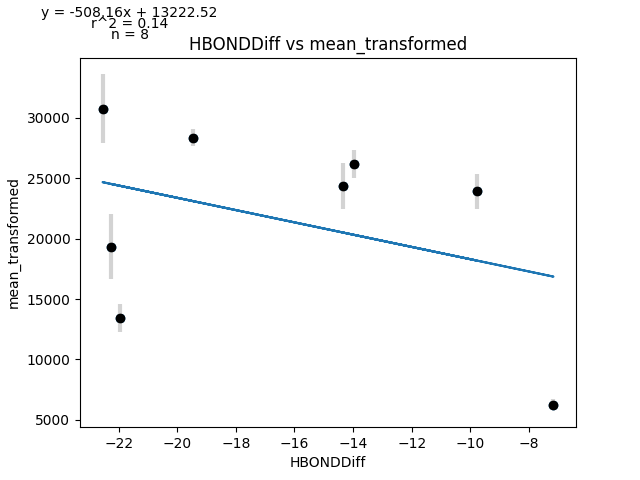 y = -508.16x + 13222.52
r^2 = 0.14
n = 8
HBONDDiff vs mean_transformed
30000
25000
20000
15000
10000
5000
mean_transformed
−22 −20 −18 −16 −14 −12 −10 −8
HBONDDiff